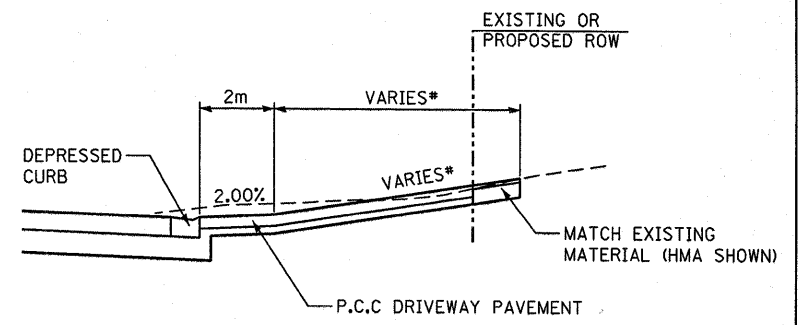 EXISTING OR
PROPOSED ROW
2m
VARIES*
DEPRESSED
CURB
2.00%
VARIES*
MATCH EXISTING
MATERIAL (HMA SHOWN)
P.C.C DRIVEWAY PAVEMENT